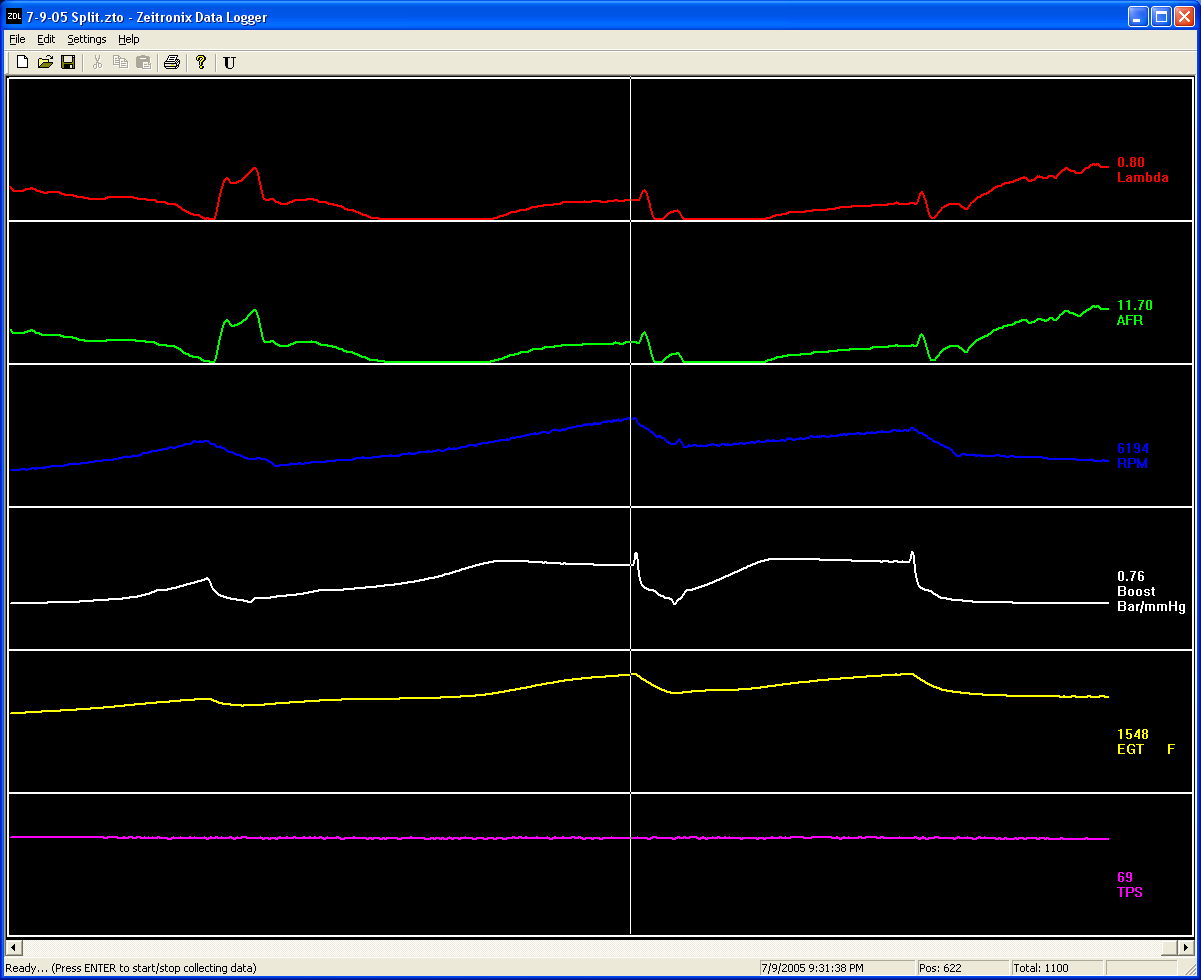 ZDL 7-9-05 Split.zto - Zeitronix Data Logger
File Edit Settings Help
? U
0.80
Lambda
11.70
AFR
6194
RPM
0.76
Boost
Bar/mmHg
1548
EGT F
69
TPS
Ready... (Press ENTER to start/stop collecting data) 7/9/2005 9:31:38 PM Pos: 622 Total: 1100